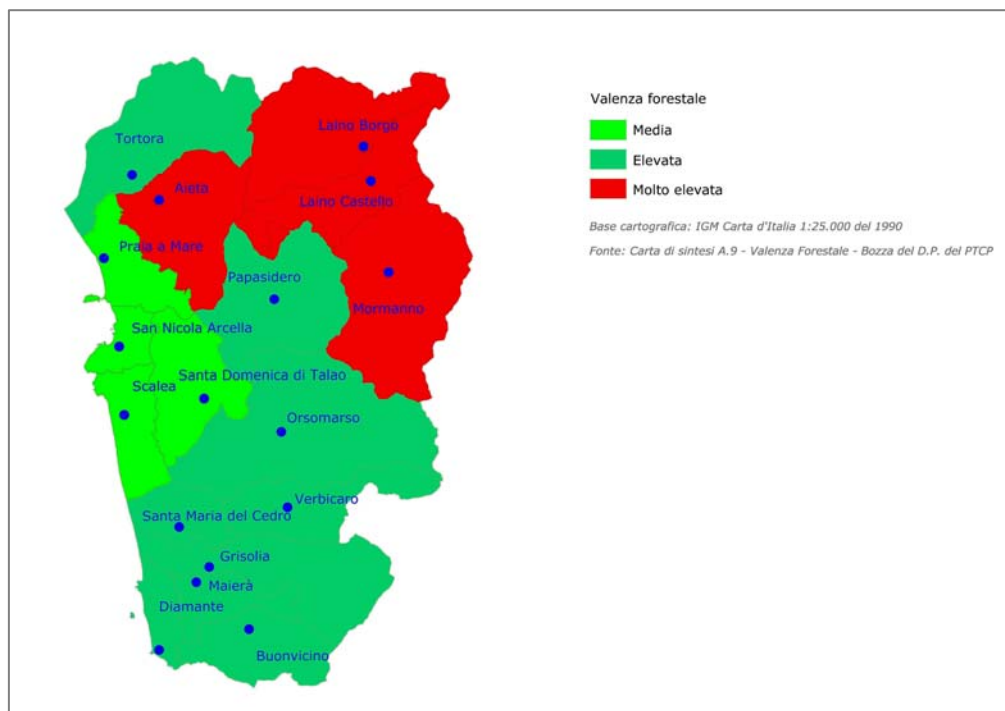 Valenza forestale
Media
Elevata
Molto elevata
Base cartografica: IGM Carta d'Italia 1:25.000 del 1990
Fonte: Carta di sintesi A.9 - Valenza Forestale - Bozza del D.P. del PTCP
Laino Borgo
Tortora
Aieta
Laino Castello
Praia a Mare
Papasidero
Mormanno
San Nicola Arcella
Santa Domenica di Talao
Scalea
Orsomarso
Verbicaro
Santa Maria del Cedro
Grisolia
Maierà
Diamante
Buonvicino